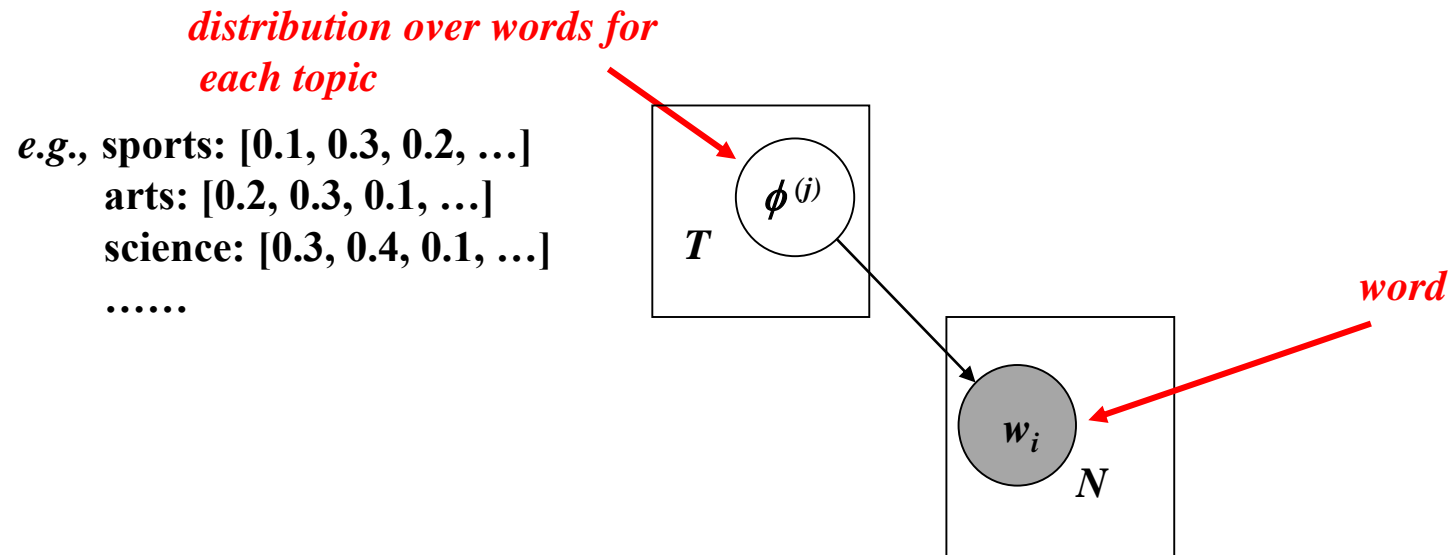 distribution over words for
each topic
e.g., sports: [0.1, 0.3, 0.2, …]
arts: [0.2, 0.3, 0.1, …]
science: [0.3, 0.4, 0.1, …]
……
ϕ(j)
T
word
wi
N